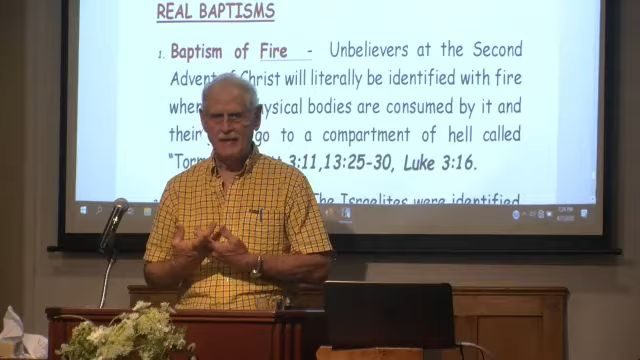 REAL BAPTISMS
1. Baptism of Fire - Unbelievers at the Second
Advent of Christ will literally be identified with fire
when physical bodies are consumed by it and
their go to a compartment of hell called
3:11,13:25-30, Luke 3:16.
The Israelites were identified